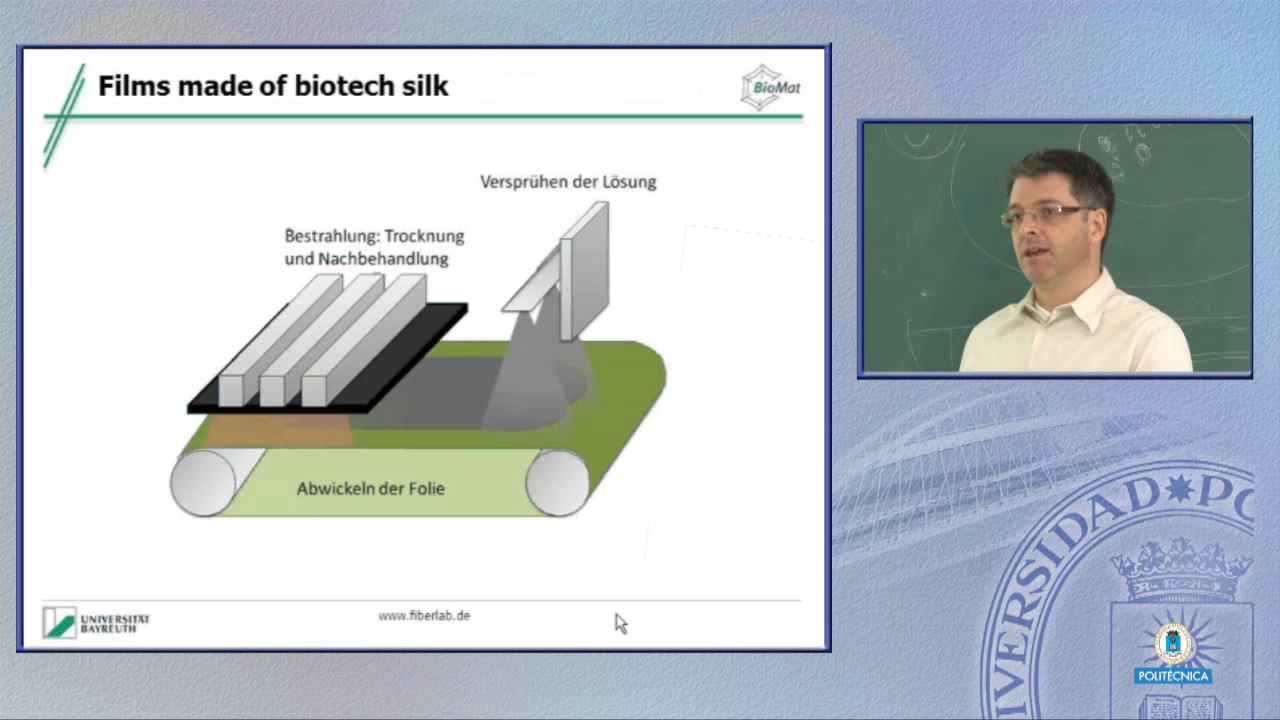 Films made of biotech silk
BioMat
Versprühen der Lösung
Bestrahlung: Trocknung
und Nachbehandlung
Abwickeln der Folie
UNIVERSITÄT
BAYREUTH
www.fiberlab.de
POLITÉCNICA